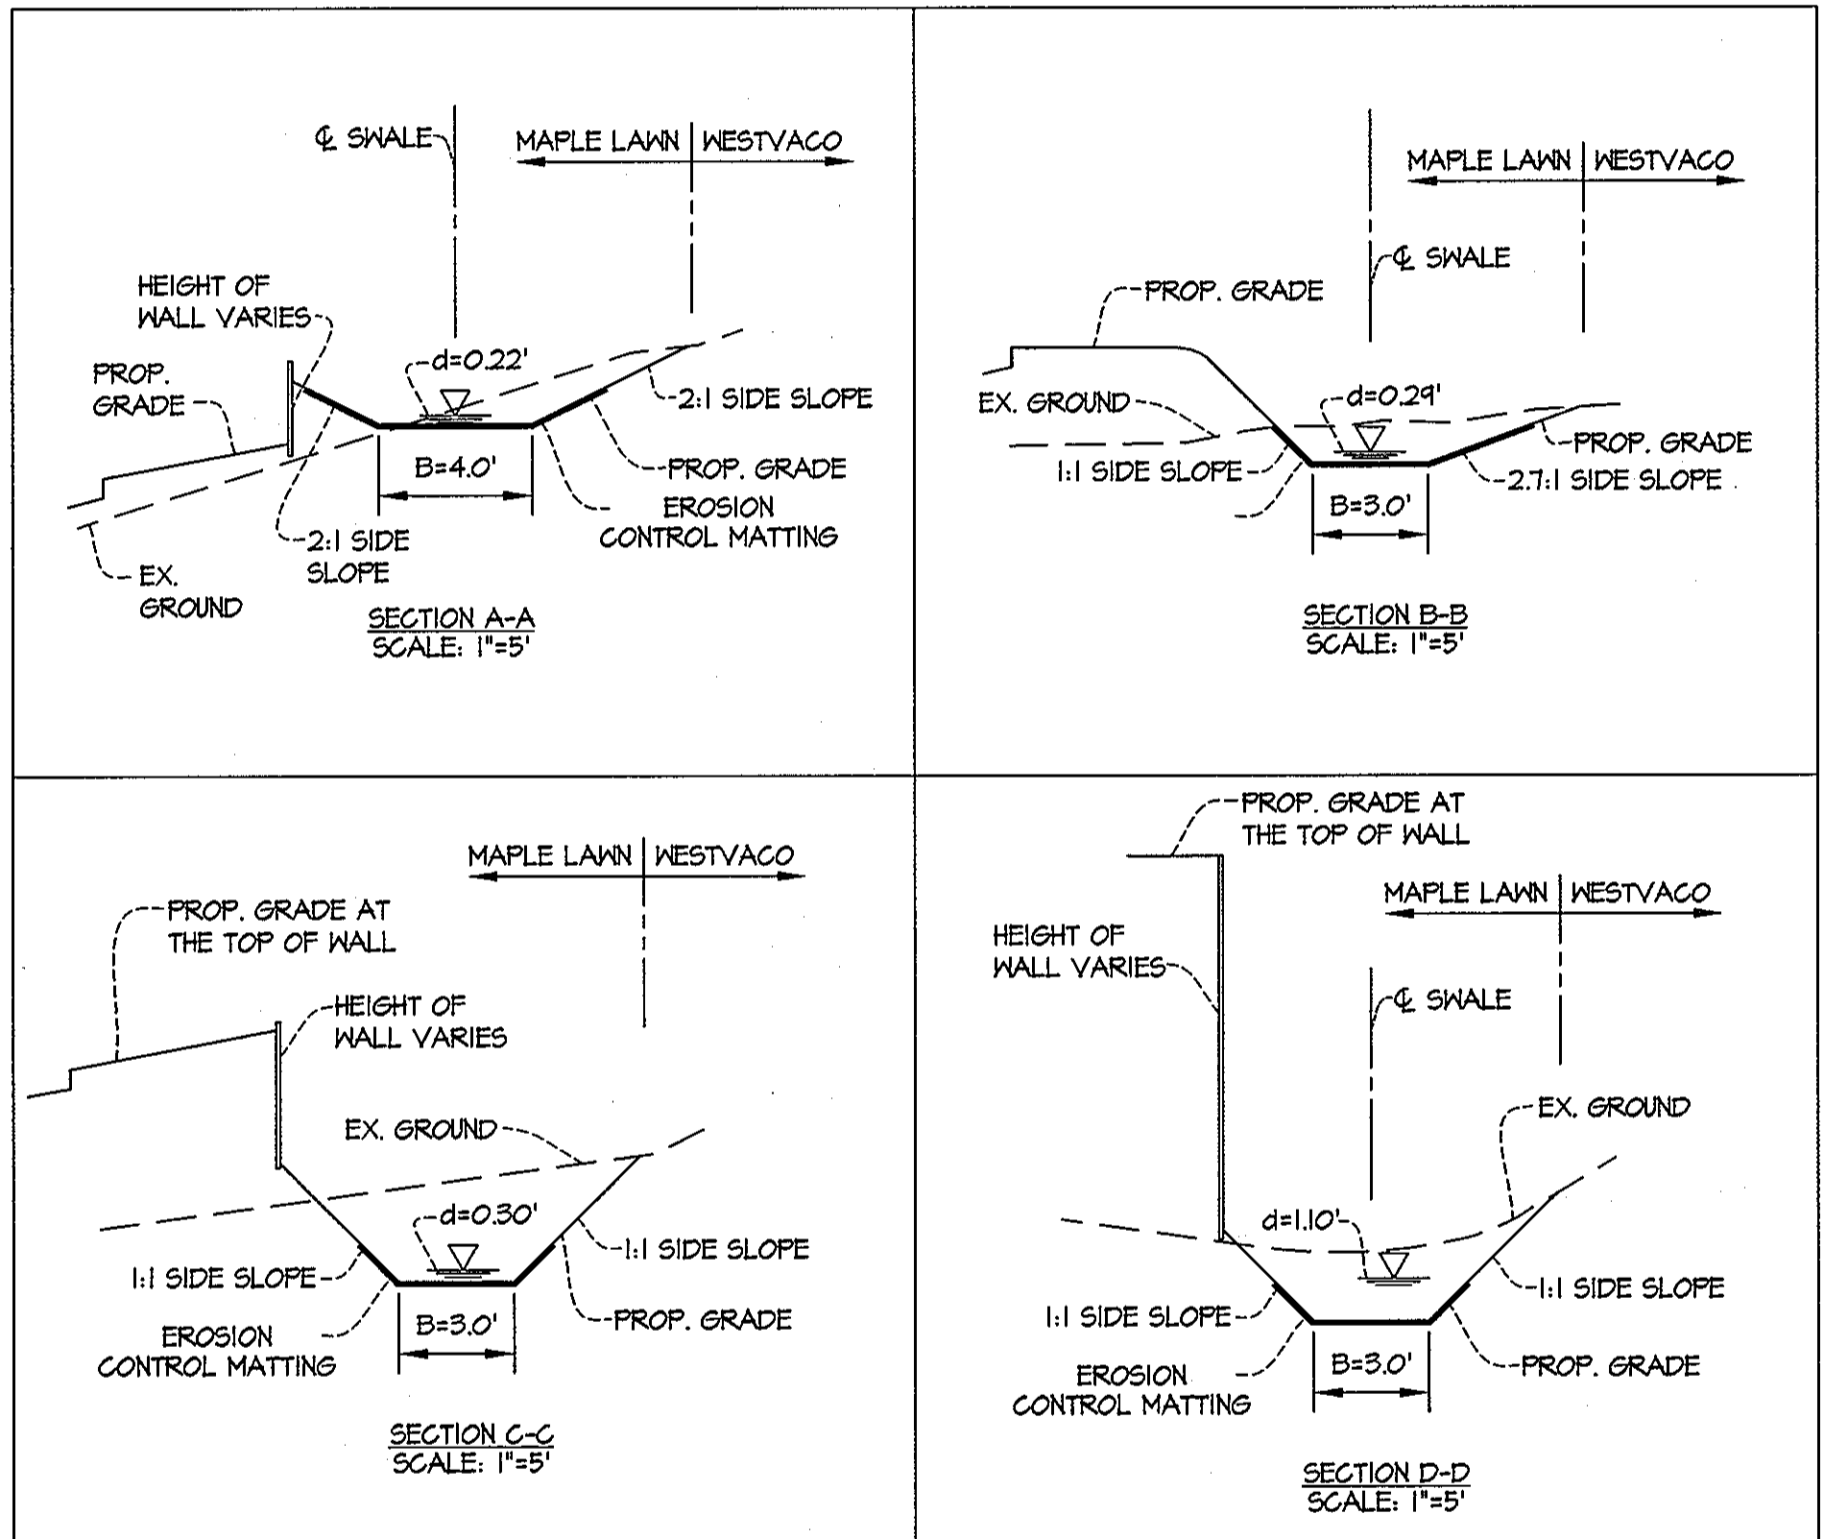 ℄ SWALE
MAPLE LAWN
WESTVACO
HEIGHT OF
WALL VARIES
PROP.
GRADE
d=0.22'
2:1 SIDE SLOPE
B=4.0'
PROP. GRADE
EROSION
CONTROL MATTING
2:1 SIDE
SLOPE
EX.
GROUND
SECTION A-A
SCALE: 1"=5'
MAPLE LAWN
WESTVACO
℄ SWALE
PROP. GRADE
EX. GROUND
d=0.29'
PROP. GRADE
1:1 SIDE SLOPE
2.7:1 SIDE SLOPE
B=3.0'
SECTION B-B
SCALE: 1"=5'
MAPLE LAWN
WESTVACO
PROP. GRADE AT
THE TOP OF WALL
HEIGHT OF
WALL VARIES
EX. GROUND
d=0.30'
1:1 SIDE SLOPE
1:1 SIDE SLOPE
B=3.0'
PROP. GRADE
EROSION
CONTROL MATTING
SECTION C-C
SCALE: 1"=5'
PROP. GRADE AT
THE TOP OF WALL
MAPLE LAWN
WESTVACO
HEIGHT OF
WALL VARIES
℄ SWALE
EX. GROUND
d=1.10'
1:1 SIDE SLOPE
1:1 SIDE SLOPE
B=3.0'
PROP. GRADE
EROSION
CONTROL MATTING
SECTION D-D
SCALE: 1"=5'